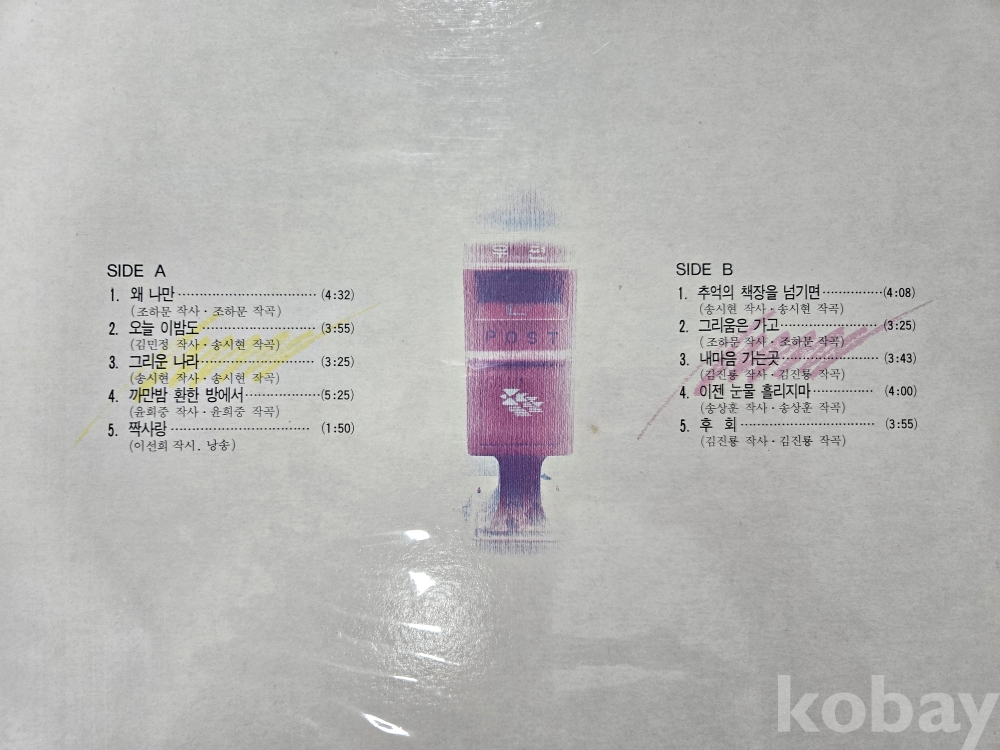 SIDE A
1. 왜 나만 (4:32)
(조하문 작사 · 조하문 작곡)
2. 오늘 이밤도 (3:55)
(김민정 작사 · 송시현 작곡)
3. 그리운 나라 (3:25)
(송시현 작사 · 송시현 작곡)
4. 까만밤 환한 방에서 (5:25)
(윤희중 작사 · 윤희중 작곡)
5. 짝사랑 (1:50)
(이선희 작시. 낭송)
우 편
POST
SIDE B
1. 추억의 책장을 넘기면 (4:08)
(송시현 작사 · 송시현 작곡)
2. 그리움은 가고 (3:25)
(조하문 작사 · 조하문 작곡)
3. 내마음 가는곳 (3:43)
(김진룡 작사 · 김진룡 작곡)
4. 이젠 눈물 흘리지마 (4:00)
(송상훈 작사 · 송상훈 작곡)
5. 후 회 (3:55)
(김진룡 작사 · 김진룡 작곡)
kobay